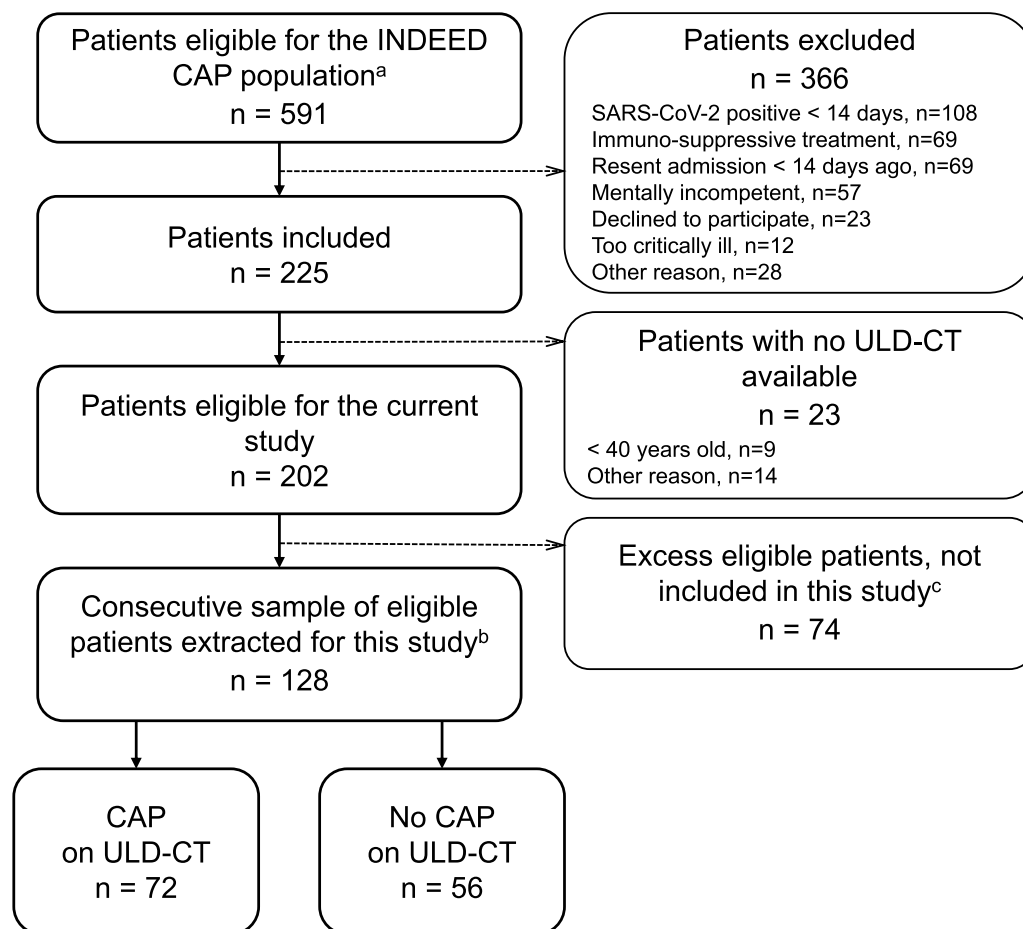 Patients eligible for the INDEED
CAP populationᵃ
n = 591
Patients excluded
n = 366
SARS-CoV-2 positive < 14 days, n=108
Immuno-suppressive treatment, n=69
Resent admission < 14 days ago, n=69
Mentally incompetent, n=57
Declined to participate, n=23
Too critically ill, n=12
Other reason, n=28
Patients included
n = 225
Patients with no ULD-CT
available
n = 23
< 40 years old, n=9
Other reason, n=14
Patients eligible for the current
study
n = 202
Excess eligible patients, not
included in this studyᶜ
n = 74
Consecutive sample of eligible
patients extracted for this studyᵇ
n = 128
CAP
on ULD-CT
n = 72
No CAP
on ULD-CT
n = 56